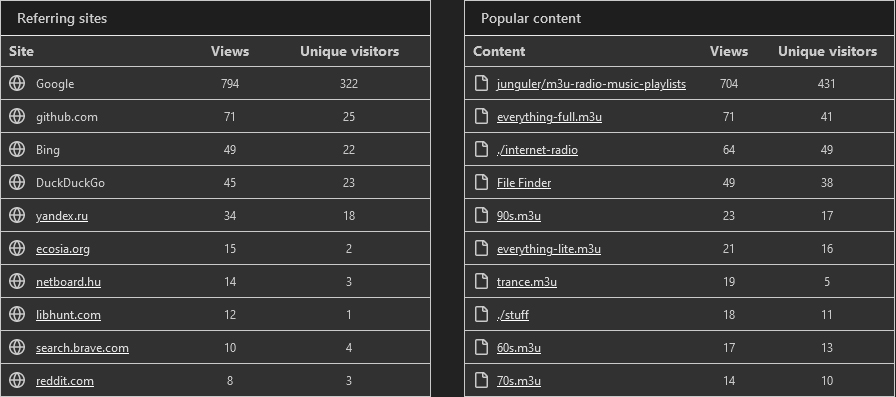 Referring sites
Site Views Unique visitors
Google 794 322
github.com 71 25
Bing 49 22
DuckDuckGo 45 23
yandex.ru 34 18
ecosia.org 15 2
netboard.hu 14 3
libhunt.com 12 1
search.brave.com 10 4
reddit.com 8 3
Popular content
Content Views Unique visitors
junguler/m3u-radio-music-playlists 704 431
everything-full.m3u 71 41
./internet-radio 64 49
File Finder 49 38
90s.m3u 23 17
everything-lite.m3u 21 16
trance.m3u 19 5
./stuff 18 11
60s.m3u 17 13
70s.m3u 14 10